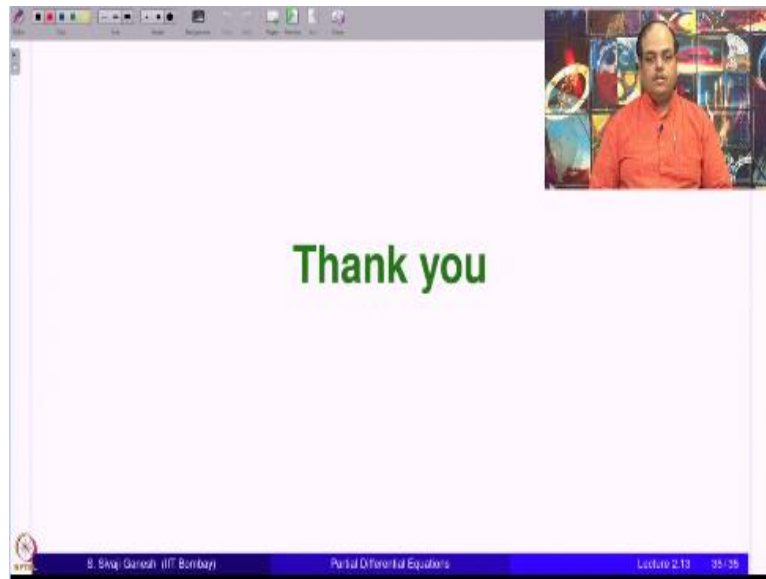 Thank you
S. Sivaji Ganesh (IIT Bombay) Partial Differential Equations Lecture 2.13 35/35